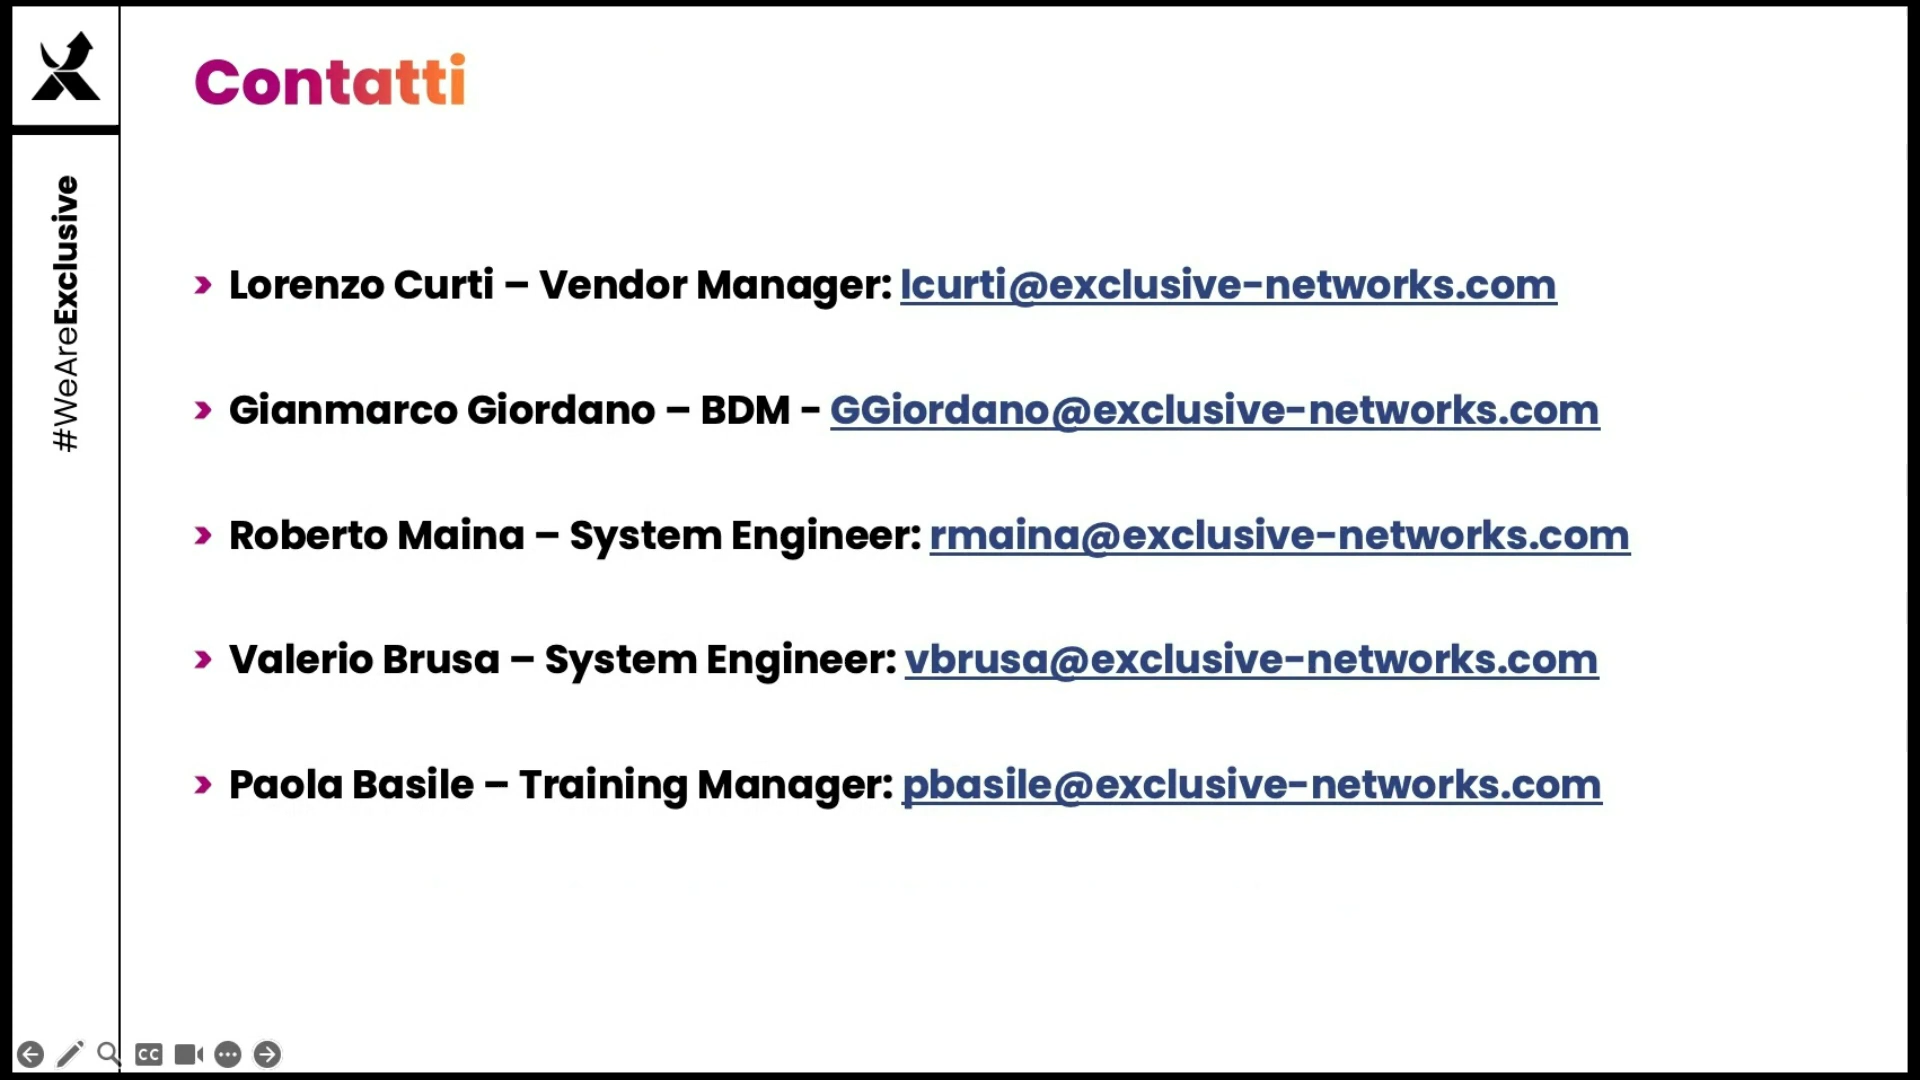 Contatti
#WeAreExclusive
› Lorenzo Curti – Vendor Manager: lcurti@exclusive-networks.com
› Gianmarco Giordano – BDM - GGiordano@exclusive-networks.com
› Roberto Maina – System Engineer: rmaina@exclusive-networks.com
› Valerio Brusa – System Engineer: vbrusa@exclusive-networks.com
› Paola Basile – Training Manager: pbasile@exclusive-networks.com
CC